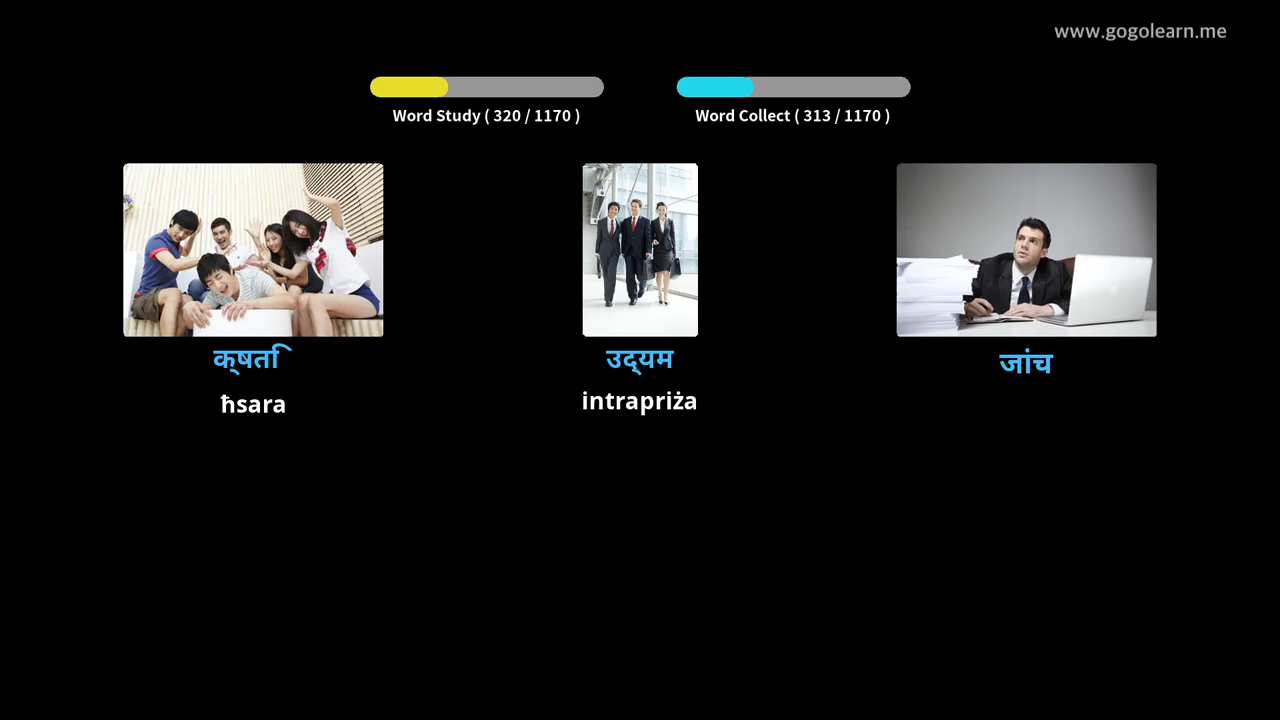 www.gogolearn.me
Word Study ( 320 / 1170 )
Word Collect ( 313 / 1170 )
क्षति
उद्यम
जांच
ħsara
intrapriża